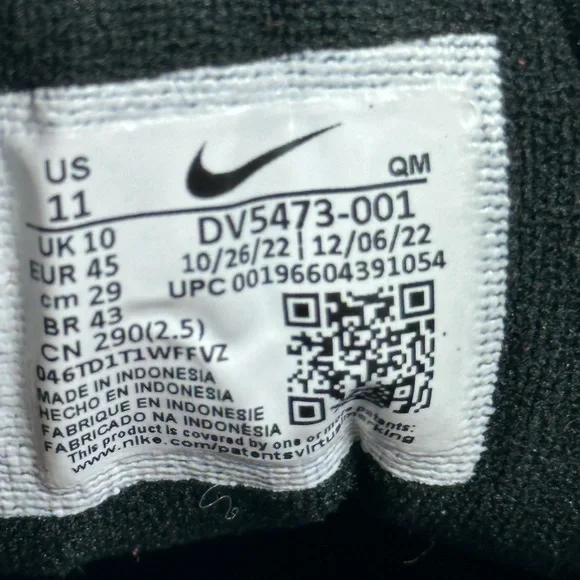 US
11
QM
DV5473-001
UK 10
10/26/22 | 12/06/22
EUR 45
UPC 00196604391054
cm 29
BR 43
CN 290(2.5)
046TD1T1WFFVZ
MADE IN INDONESIA
HECHO EN INDONESIA
FABRIQUE EN INDONESIE
FABRICADO NA INDONÉSIA
This product is covered by one or more patents:
www.nike.com/patentsvirtualmarking